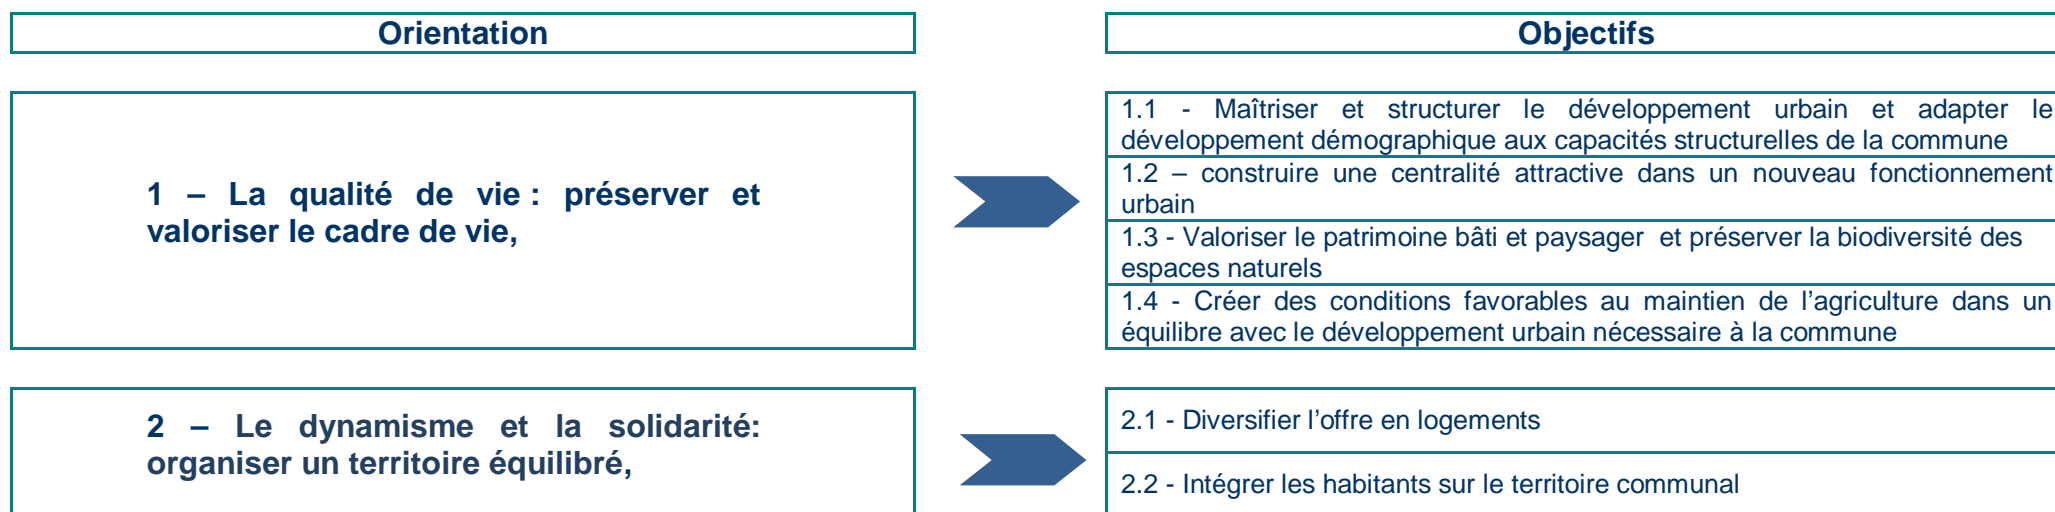 Orientation
Objectifs
1 – La qualité de vie : préserver et
valoriser le cadre de vie,
1.1 - Maîtriser et structurer le développement urbain et adapter le
développement démographique aux capacités structurelles de la commune
1.2 – construire une centralité attractive dans un nouveau fonctionnement
urbain
1.3 - Valoriser le patrimoine bâti et paysager et préserver la biodiversité des
espaces naturels
1.4 - Créer des conditions favorables au maintien de l’agriculture dans un
équilibre avec le développement urbain nécessaire à la commune
2 – Le dynamisme et la solidarité:
organiser un territoire équilibré,
2.1 - Diversifier l’offre en logements
2.2 - Intégrer les habitants sur le territoire communal